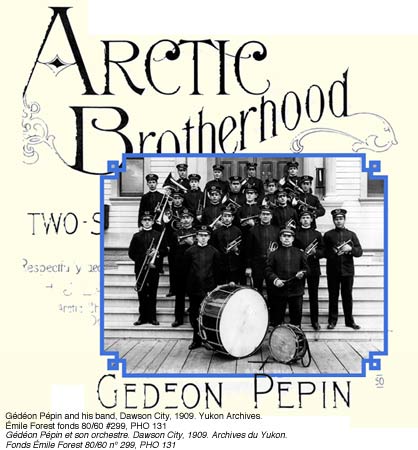 ARCTIC
Brotherhood
TWO-S
Respectfully
GEDEON PEPIN
50
Gédéon Pépin and his band, Dawson City, 1909. Yukon Archives.
Émile Forest fonds 80/60 #299, PHO 131
Gédéon Pépin et son orchestre. Dawson City, 1909. Archives du Yukon.
Fonds Émile Forest 80/60 n° 299, PHO 131